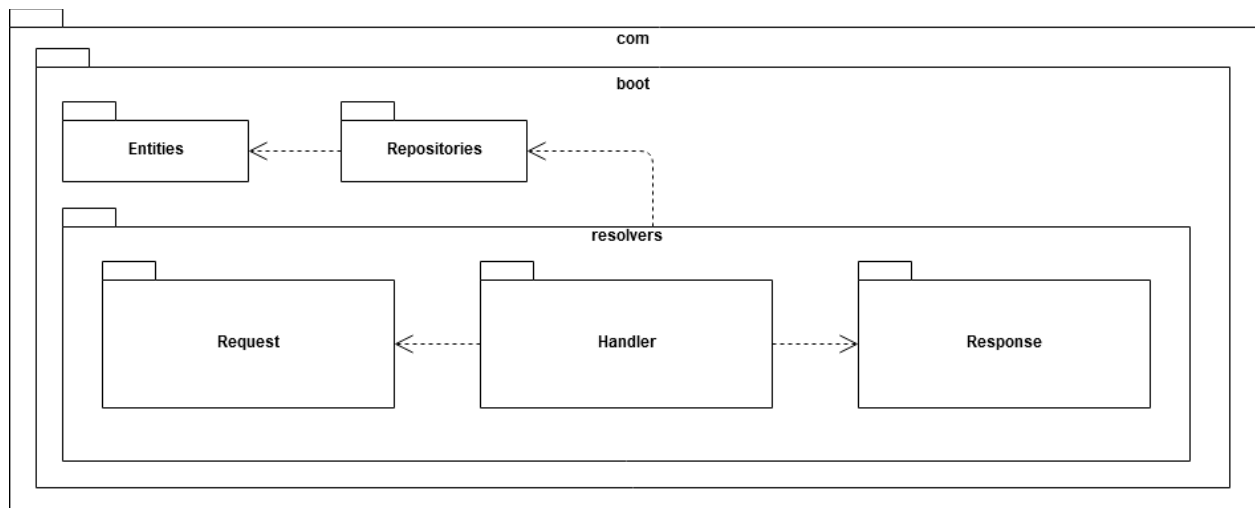 com
boot
Entities
Repositories
resolvers
Request
Handler
Response